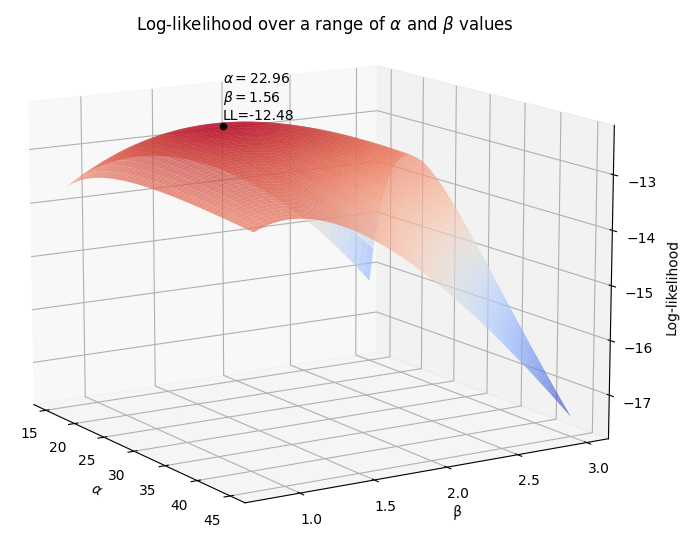 Log-likelihood over a range of α and β values
α = 22.96
β = 1.56
LL=-12.48
−13
−14
−15
−16
−17
Log-likelihood
15
20
25
30
35
40
45
α
1.0
1.5
2.0
2.5
3.0
β